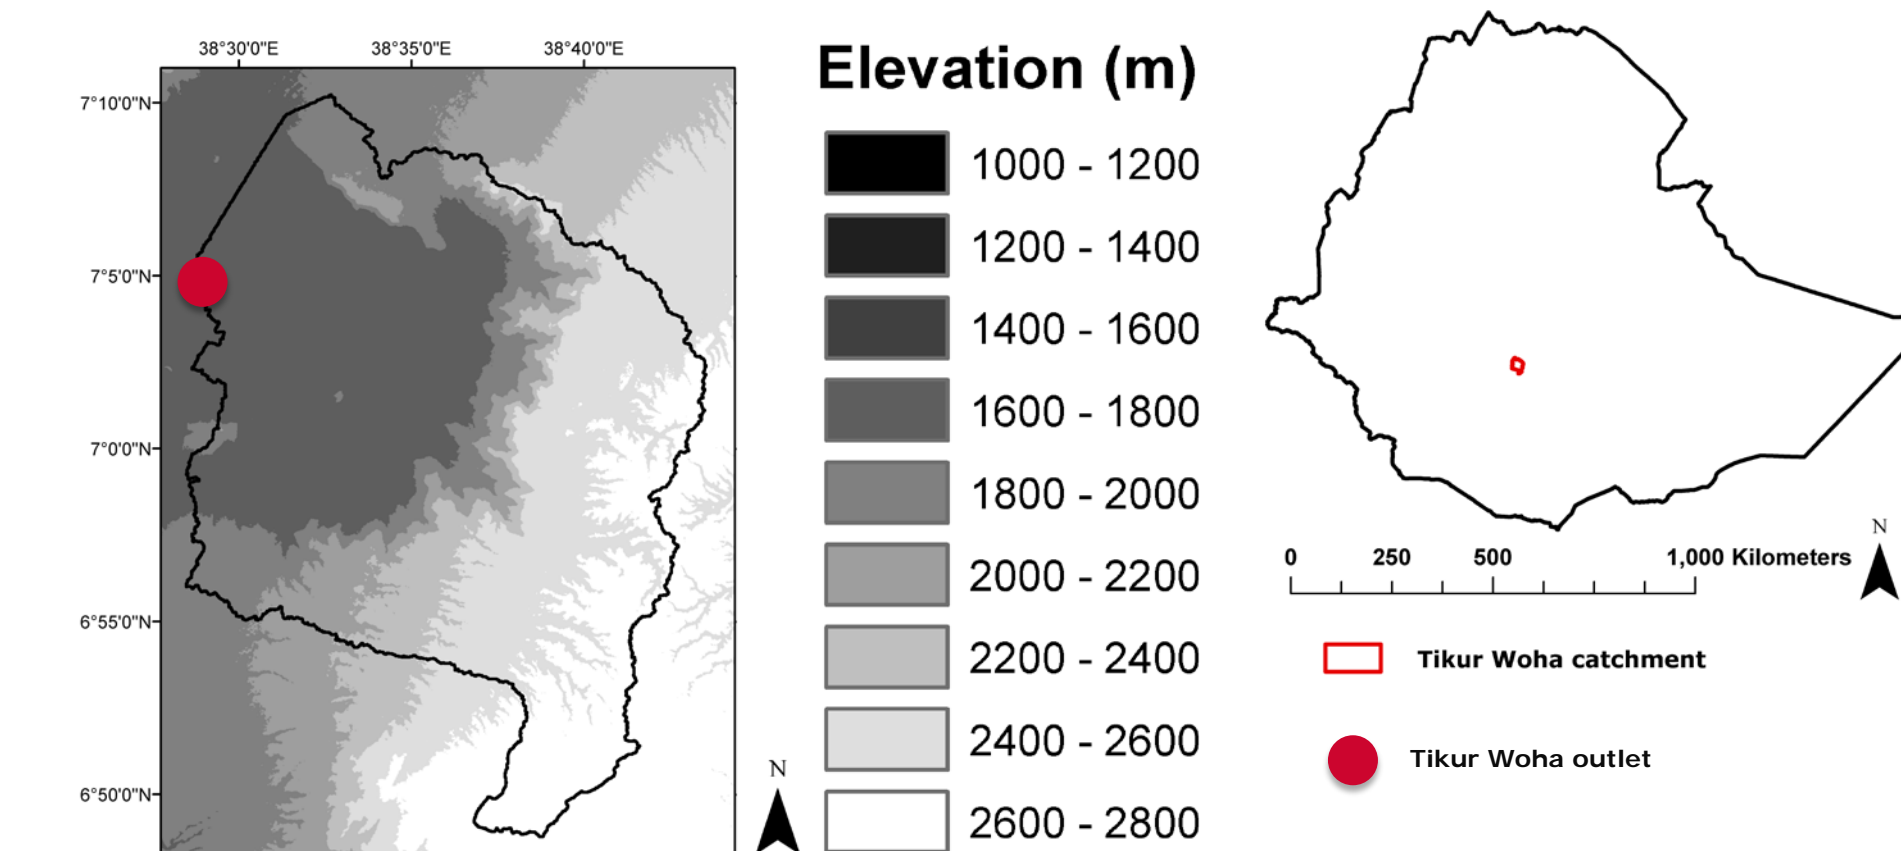 38°30'0"E 38°35'0"E 38°40'0"E
7°10'0"N
7°5'0"N
7°0'0"N
6°55'0"N
6°50'0"N
N
Elevation (m)
1000 - 1200
1200 - 1400
1400 - 1600
1600 - 1800
1800 - 2000
2000 - 2200
2200 - 2400
2400 - 2600
2600 - 2800
N
0 250 500 1,000 Kilometers
Tikur Woha catchment
Tikur Woha outlet